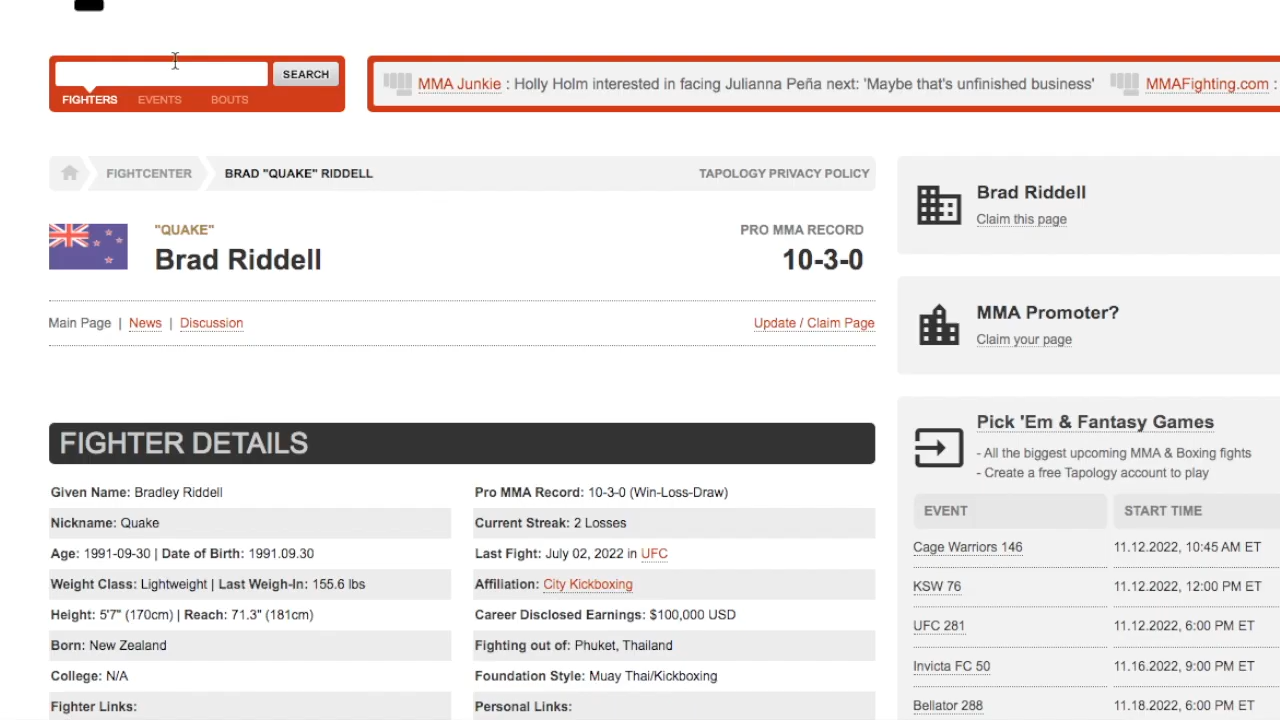 SEARCH
FIGHTERS EVENTS BOUTS
MMA Junkie : Holly Holm interested in facing Julianna Peña next: 'Maybe that's unfinished business' MMAFighting.com :
FIGHTCENTER BRAD "QUAKE" RIDDELL TAPOLOGY PRIVACY POLICY
"QUAKE" PRO MMA RECORD
Brad Riddell 10-3-0
Main Page | News | Discussion Update / Claim Page
FIGHTER DETAILS
Given Name: Bradley Riddell
Nickname: Quake
Age: 1991-09-30 | Date of Birth: 1991.09.30
Weight Class: Lightweight | Last Weigh-In: 155.6 lbs
Height: 5'7" (170cm) | Reach: 71.3" (181cm)
Born: New Zealand
College: N/A
Fighter Links:
Pro MMA Record: 10-3-0 (Win-Loss-Draw)
Current Streak: 2 Losses
Last Fight: July 02, 2022 in UFC
Affiliation: City Kickboxing
Career Disclosed Earnings: $100,000 USD
Fighting out of: Phuket, Thailand
Foundation Style: Muay Thai/Kickboxing
Personal Links:
Brad Riddell
Claim this page
MMA Promoter?
Claim your page
Pick 'Em & Fantasy Games
- All the biggest upcoming MMA & Boxing fights
- Create a free Tapology account to play
EVENT START TIME
Cage Warriors 146 11.12.2022, 10:45 AM ET
KSW 76 11.12.2022, 12:00 PM ET
UFC 281 11.12.2022, 6:00 PM ET
Invicta FC 50 11.16.2022, 9:00 PM ET
Bellator 288 11.18.2022, 6:00 PM ET